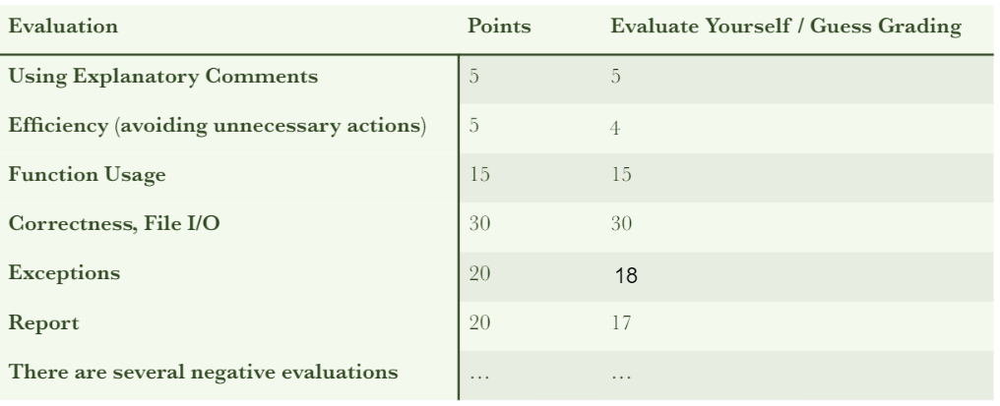 Evaluation Points Evaluate Yourself / Guess Grading
Using Explanatory Comments 5 5
Efficiency (avoiding unnecessary actions) 5 4
Function Usage 15 15
Correctness, File I/O 30 30
Exceptions 20 18
Report 20 17
There are several negative evaluations … …